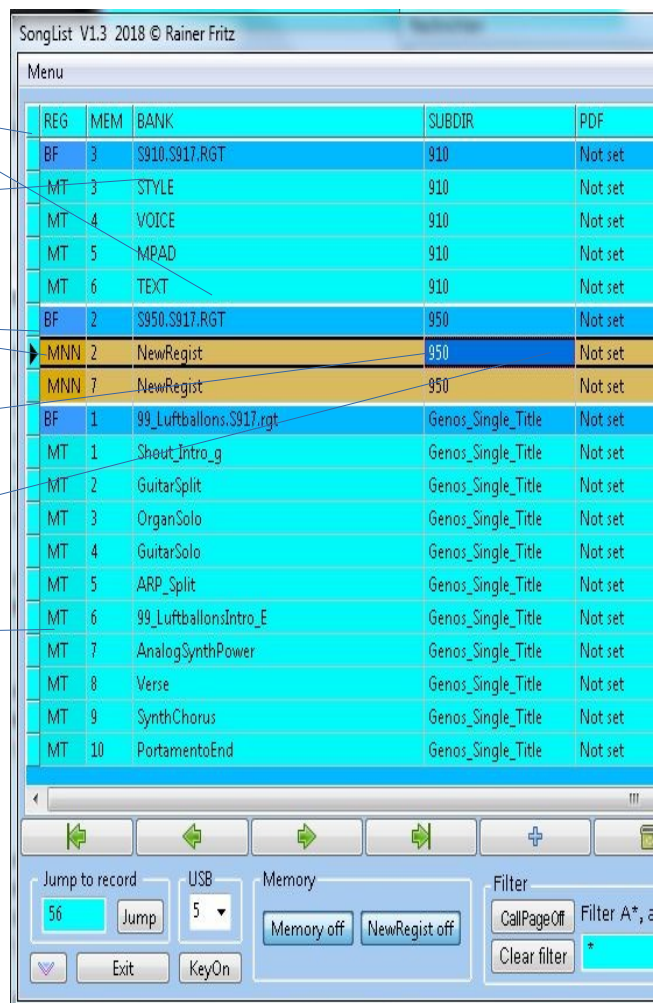 SongList V1.3 2018 © Rainer Fritz
Menu
REG MEM BANK SUBDIR PDF
BF 3 S910.S917.RGT 910 Not set
MT 3 STYLE 910 Not set
MT 4 VOICE 910 Not set
MT 5 MPAD 910 Not set
MT 6 TEXT 910 Not set
BF 2 S950.S917.RGT 950 Not set
MNN 2 NewRegist 950 Not set
MNN 7 NewRegist 950 Not set
BF 1 99_Luftballons.S917.rgt Genos_Single_Title Not set
MT 1 Shout_Intro_g Genos_Single_Title Not set
MT 2 GuitarSplit Genos_Single_Title Not set
MT 3 OrganSolo Genos_Single_Title Not set
MT 4 GuitarSolo Genos_Single_Title Not set
MT 5 ARP_Split Genos_Single_Title Not set
MT 6 99_LuftballonsIntro_E Genos_Single_Title Not set
MT 7 AnalogSynthPower Genos_Single_Title Not set
MT 8 Verse Genos_Single_Title Not set
MT 9 SynthChorus Genos_Single_Title Not set
MT 10 PortamentoEnd Genos_Single_Title Not set
Jump to record USB Memory Filter
56 Jump 5 Memory off NewRegist off CallPageOff Filter A*, a
Clear filter *
Exit KeyOn